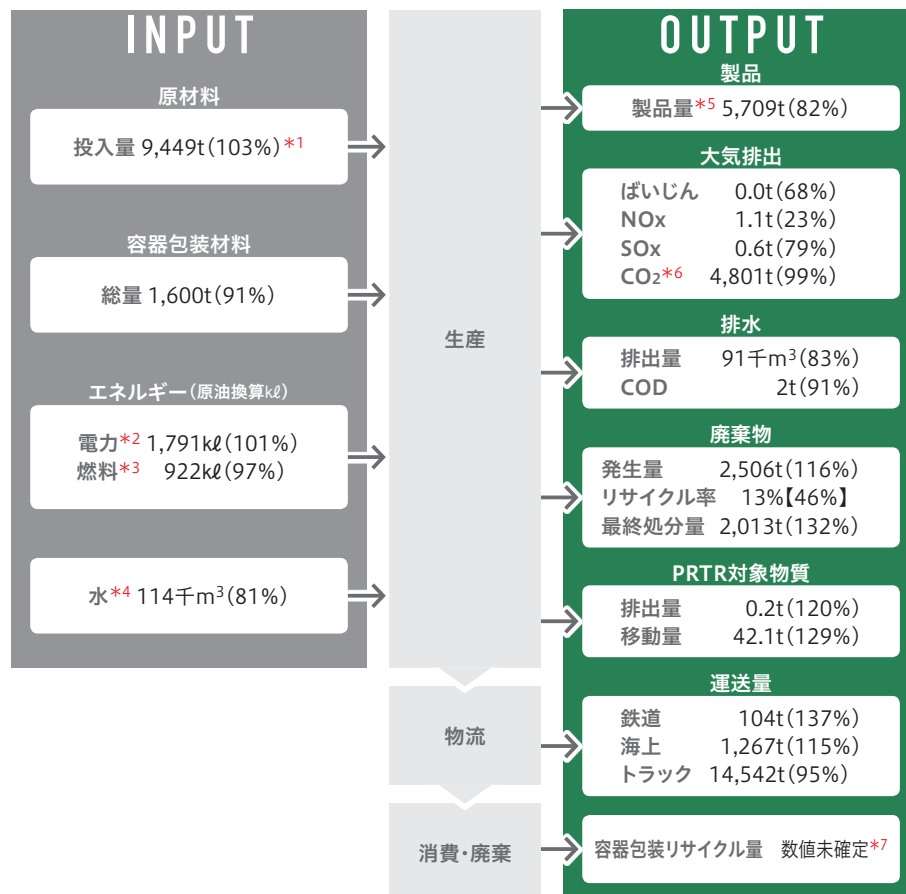 INPUT
原材料
投入量 9,449t(103%)*1
容器包装材料
総量 1,600t(91%)
エネルギー(原油換算kℓ)
電力*2 1,791kℓ(101%)
燃料*3 922kℓ(97%)
水*4 114千m³(81%)
生産
物流
消費・廃棄
OUTPUT
製品
製品量*5 5,709t(82%)
大気排出
ばいじん 0.0t(68%)
NOx 1.1t(23%)
SOx 0.6t(79%)
CO₂*6 4,801t(99%)
排水
排出量 91千m³(83%)
COD 2t(91%)
廃棄物
発生量 2,506t(116%)
リサイクル率 13%【46%】
最終処分量 2,013t(132%)
PRTR対象物質
排出量 0.2t(120%)
移動量 42.1t(129%)
運送量
鉄道 104t(137%)
海上 1,267t(115%)
トラック 14,542t(95%)
容器包装リサイクル量 数値未確定*7